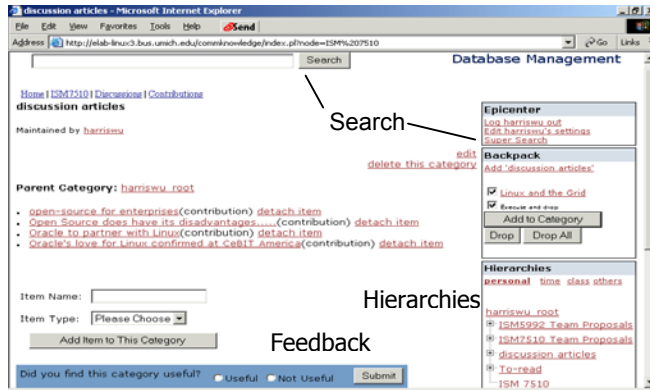 discussion articles - Microsoft Internet Explorer
File Edit View Favorites Tools Help Send
Address http://elab-linux3.bus.umich.edu/commknowledge/index.pl?node=ISM%207510 Go Links
Search Database Management
Home | ISM7510 | Discussions | Contributions
discussion articles
Maintained by harriswu
Search
edit
delete this category
Parent Category: harriswu root
open-source for enterprises(contribution) detach item
Open Source does have its disadvantages.....(contribution) detach item
Oracle to partner with Linux(contribution) detach item
Oracle's love for Linux confirmed at CeBIT America(contribution) detach item
Item Name:
Item Type: Please Choose
Add Item to This Category
Feedback
Did you find this category useful? Useful Not Useful Submit
Epicenter
Log harriswu out
Edit harriswu's settings
Super Search
Backpack
Add 'discussion articles'
Linux and the Grid
Execute and drop
Add to Category
Drop Drop All
Hierarchies
Hierarchies
personal time class others
harriswu root
ISM5992 Team Proposals
ISM7510 Team Proposals
discussion articles
To-read
ISM 7510